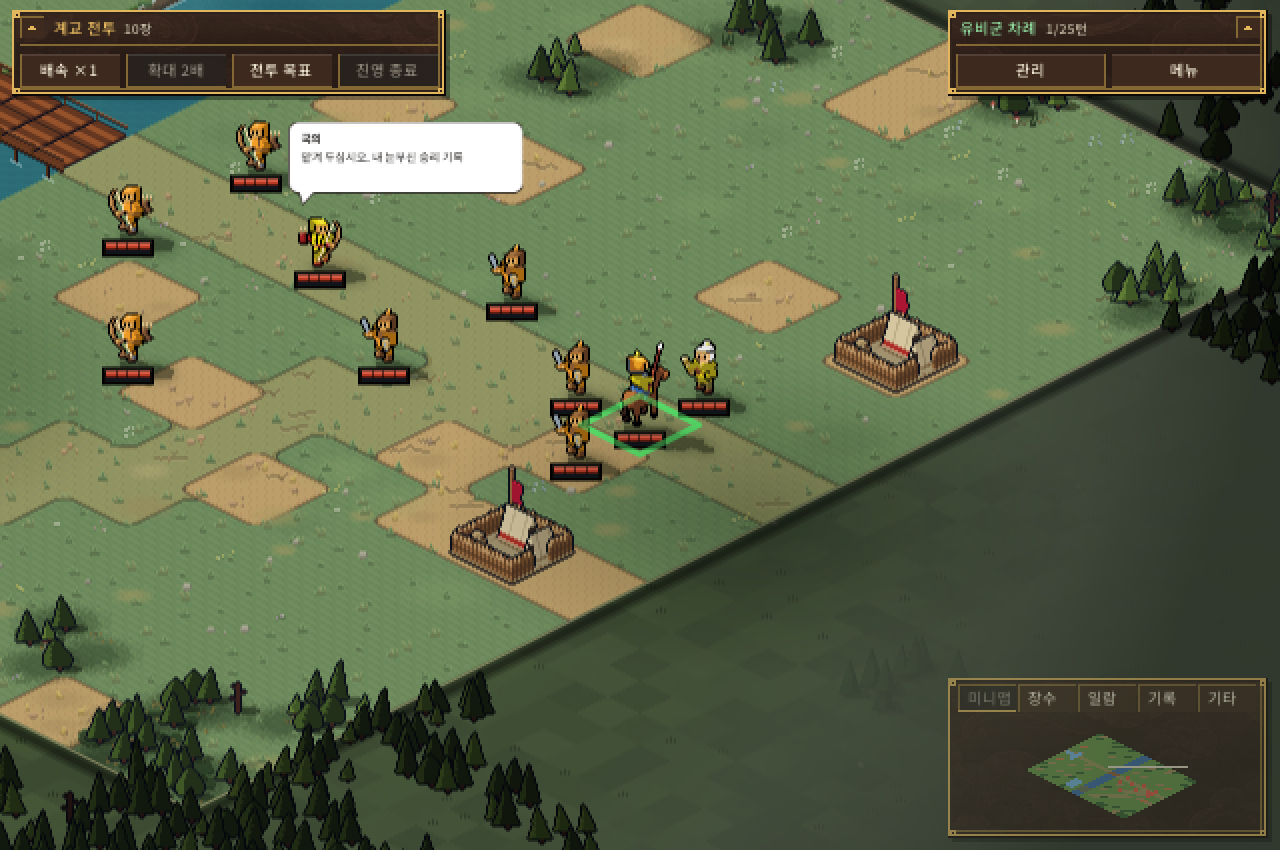 계교 전투 10장
배속 ×1 확대 2배 전투 목표 진영 종료
유비군 차례 1/25턴
관리 메뉴
국의
맡겨 두십시오. 내 눈부신 승리 기록
미니맵 장수 일람 기록 기타